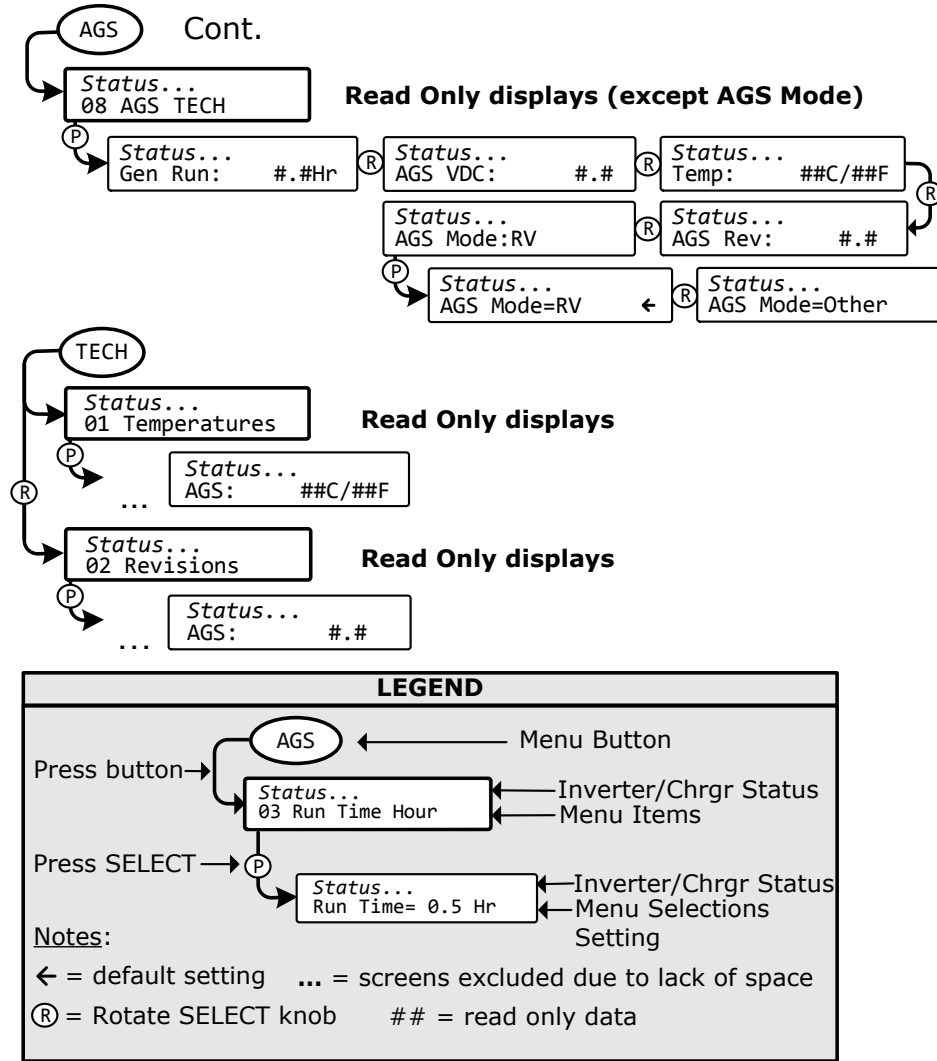 AGS Cont.
Status...
08 AGS TECH
Read Only displays (except AGS Mode)
P
Status...
Gen Run: #.#Hr
R
Status...
AGS VDC: #.#
R
Status...
Temp: ##C/##F
R
Status...
AGS Mode:RV
R
Status...
AGS Rev: #.#
P
Status...
AGS Mode=RV ←
R
Status...
AGS Mode=Other
TECH
Status...
01 Temperatures
Read Only displays
P
...
Status...
AGS: ##C/##F
R
Status...
02 Revisions
Read Only displays
P
...
Status...
AGS: #.#
LEGEND
AGS
Menu Button
Press button
Status...
03 Run Time Hour
Inverter/Chrgr Status
Menu Items
Press SELECT
P
Status...
Run Time= 0.5 Hr
Inverter/Chrgr Status
Menu Selections
Setting
Notes:
← = default setting ... = screens excluded due to lack of space
R = Rotate SELECT knob ## = read only data